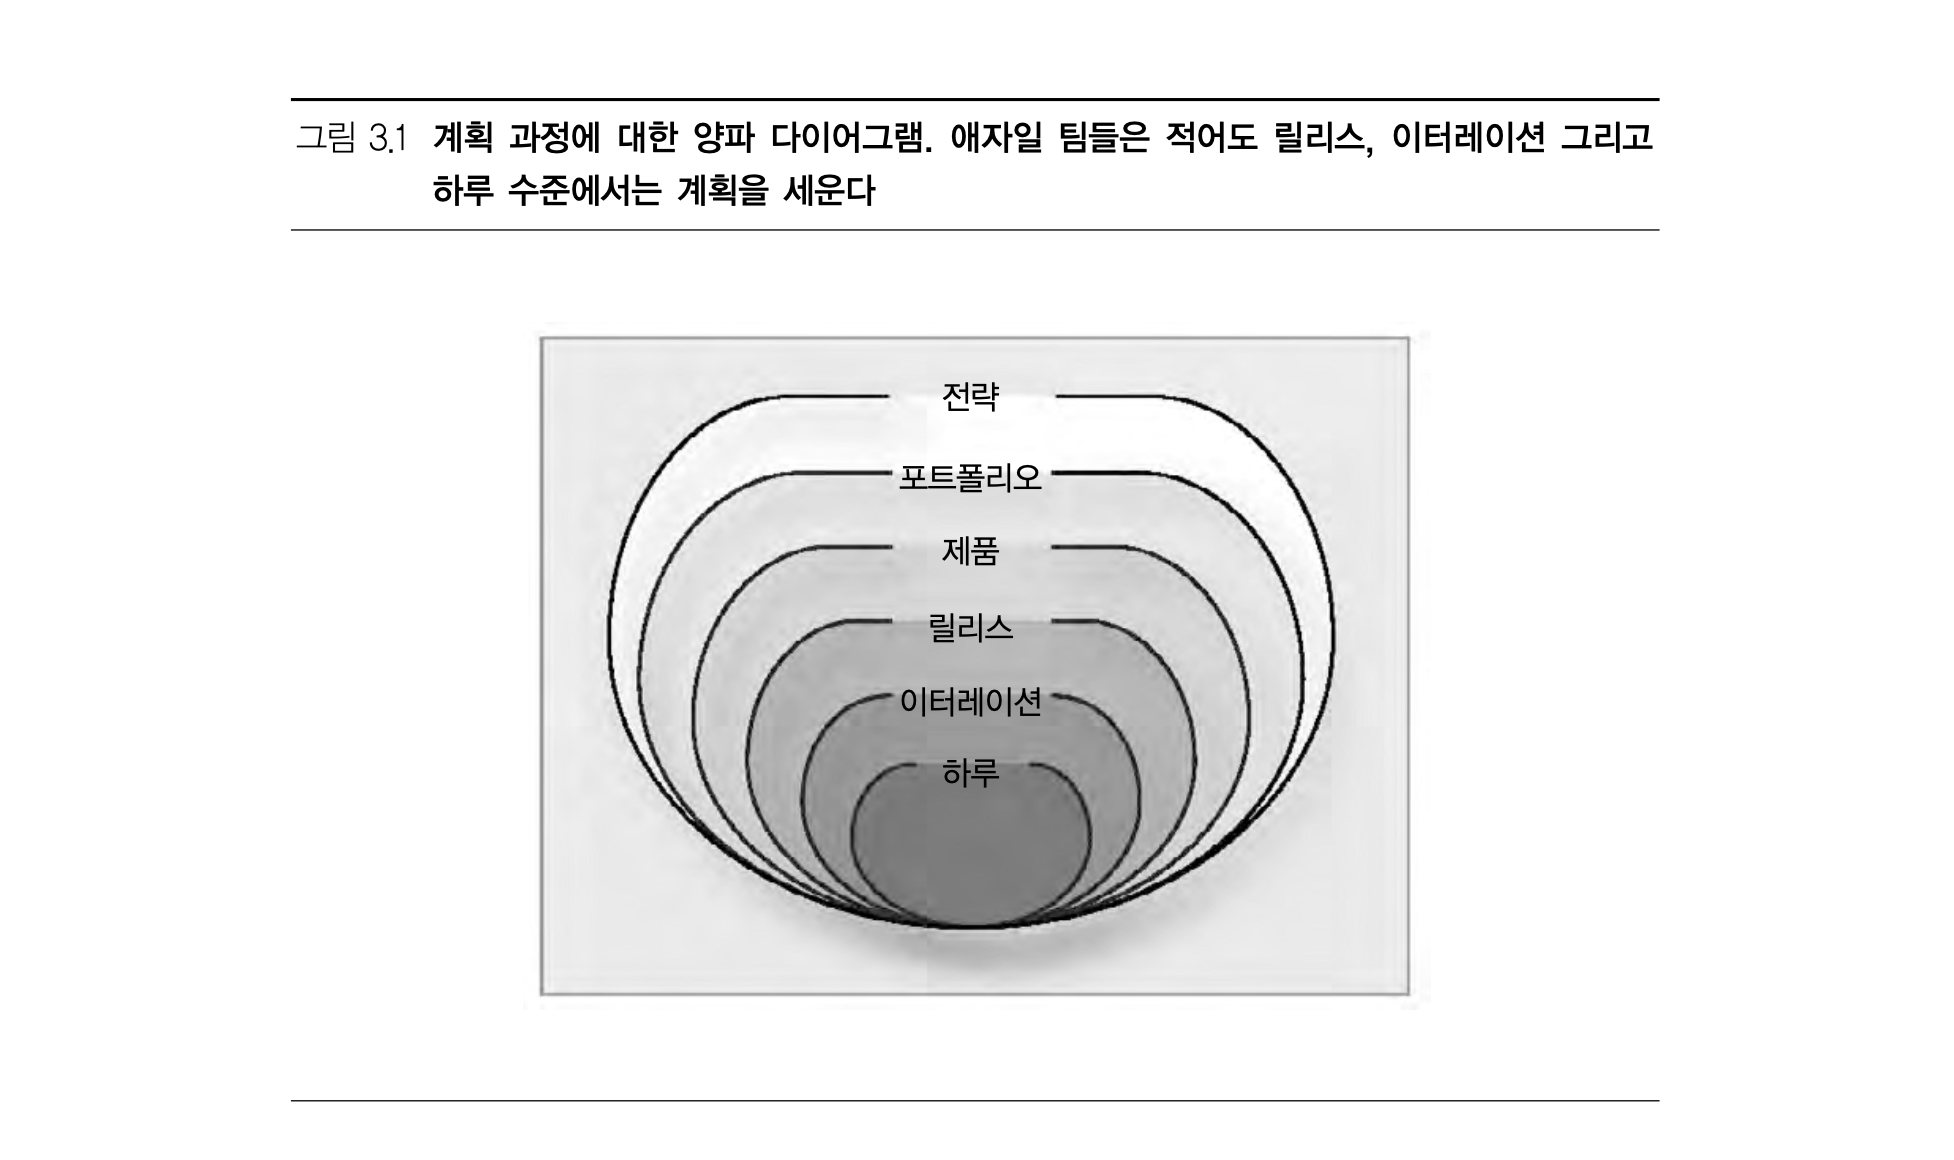 그림 3.1 계획 과정에 대한 양파 다이어그램. 애자일 팀들은 적어도 릴리스, 이터레이션 그리고
하루 수준에서는 계획을 세운다
전략
포트폴리오
제품
릴리스
이터레이션
하루